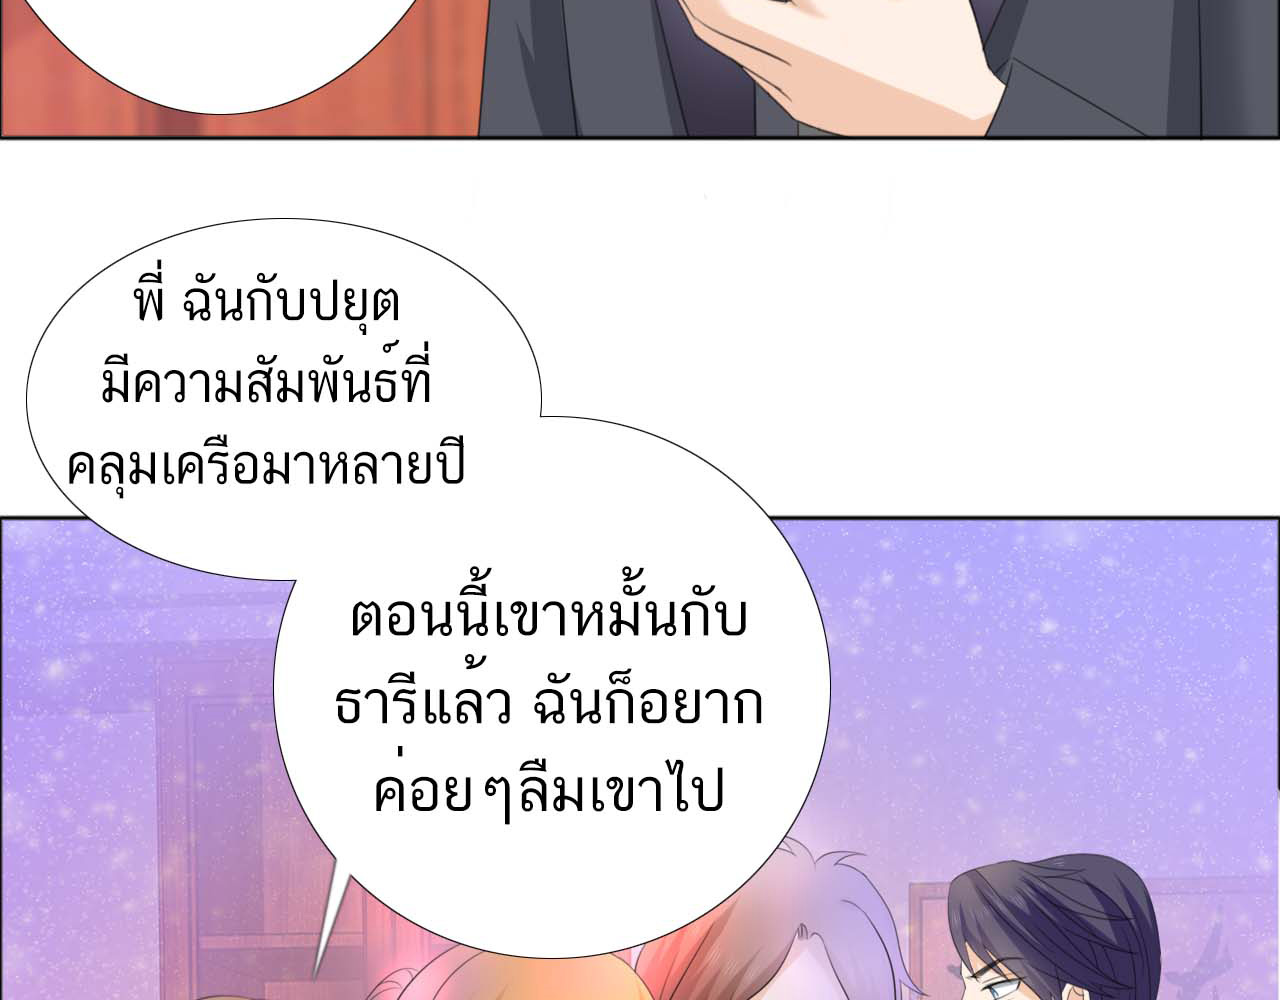 พี่ ฉันกับปยุต
มีความสัมพันธ์ที่
คลุมเครือมาหลายปี
ตอนนี้เขาหมั้นกับ
ธารีแล้ว ฉันก็อยาก
ค่อยๆลืมเขาไป